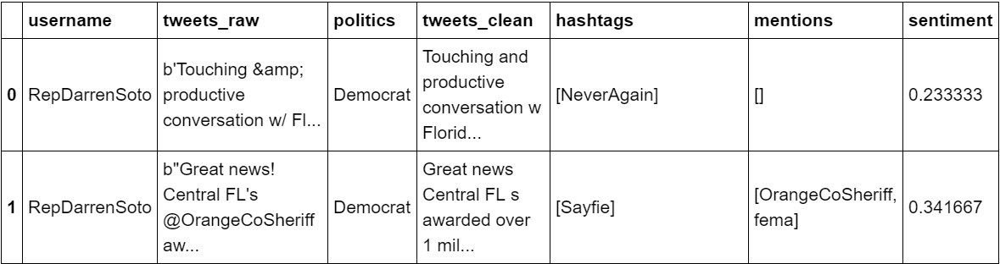 username tweets_raw politics tweets_clean hashtags mentions sentiment
0 RepDarrenSoto b'Touching &amp; productive conversation w/ Fl... Democrat Touching and productive conversation w Florid... [NeverAgain] [] 0.233333
1 RepDarrenSoto b"Great news! Central FL's @OrangeCoSheriff aw... Democrat Great news Central FL s awarded over 1 mil... [Sayfie] [OrangeCoSheriff, fema] 0.341667